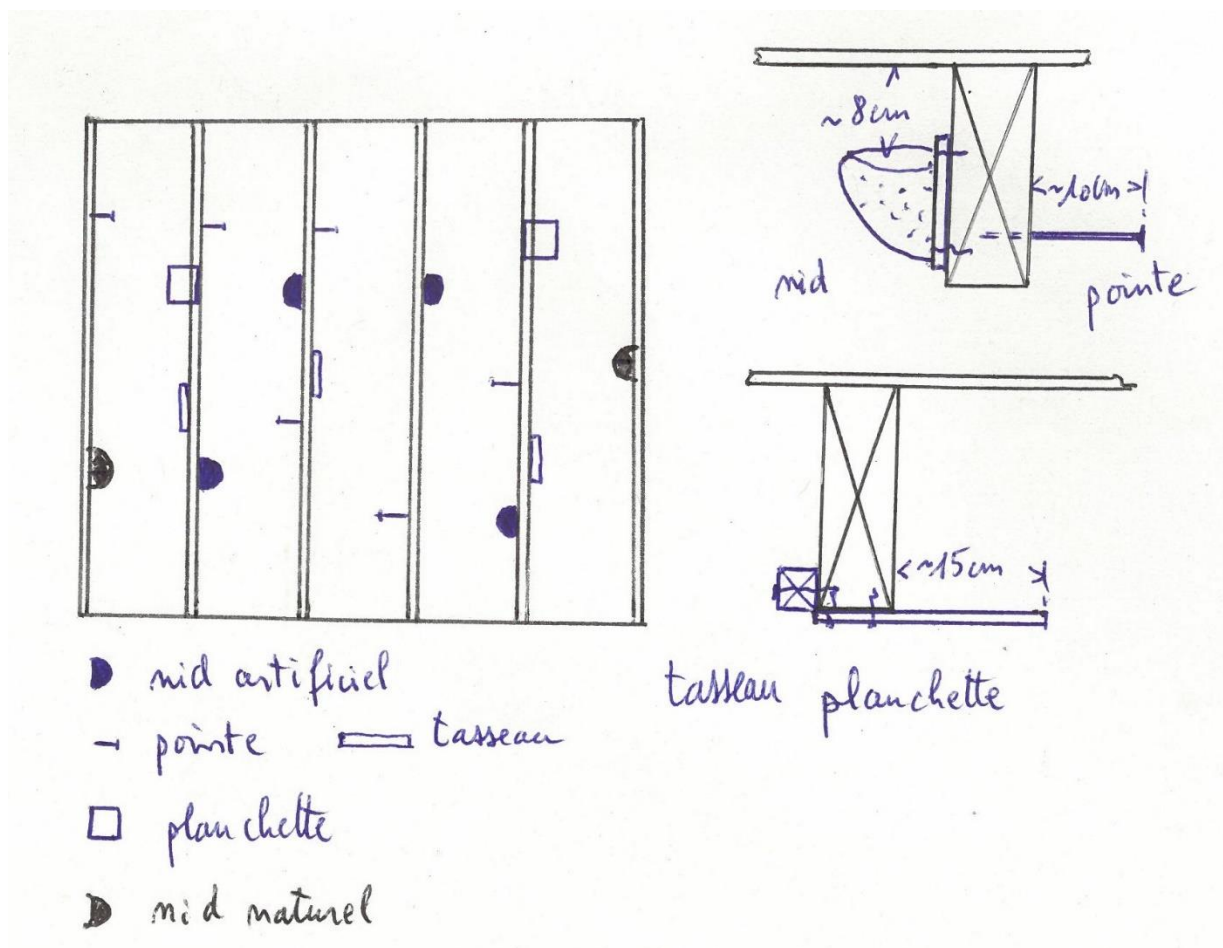 ~8cm
<~10cm>
nid
pointe
<~15cm>
tasseau planchette
nid artificiel
pointe tasseau
planchette
nid naturel